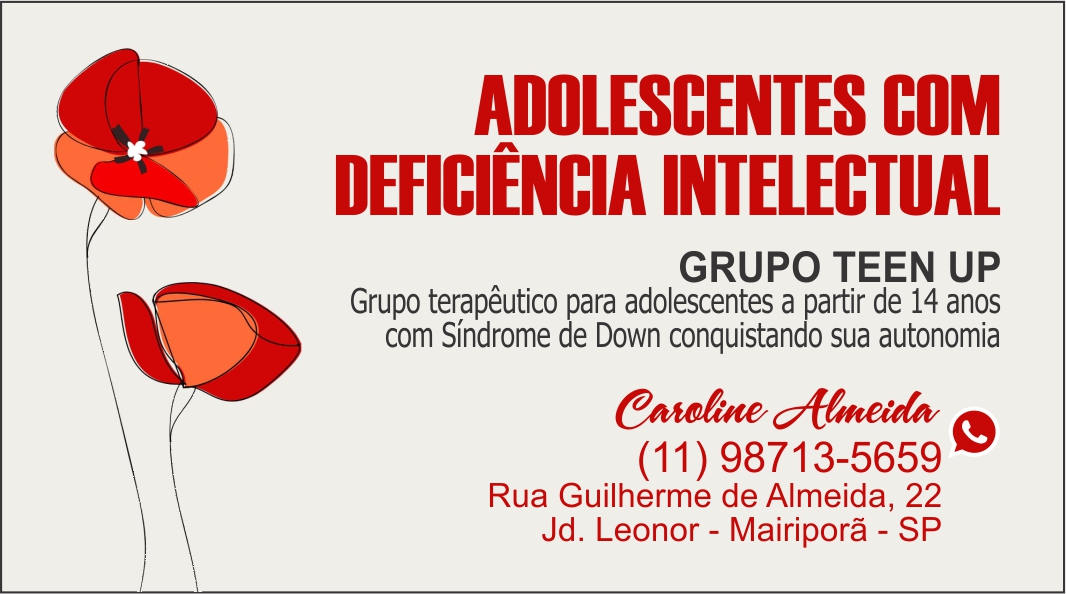 ADOLESCENTES COM
DEFICIÊNCIA INTELECTUAL
GRUPO TEEN UP
Grupo terapêutico para adolescentes a partir de 14 anos
com Síndrome de Down conquistando sua autonomia
Caroline Almeida
(11) 98713-5659
Rua Guilherme de Almeida, 22
Jd. Leonor - Mairiporã - SP